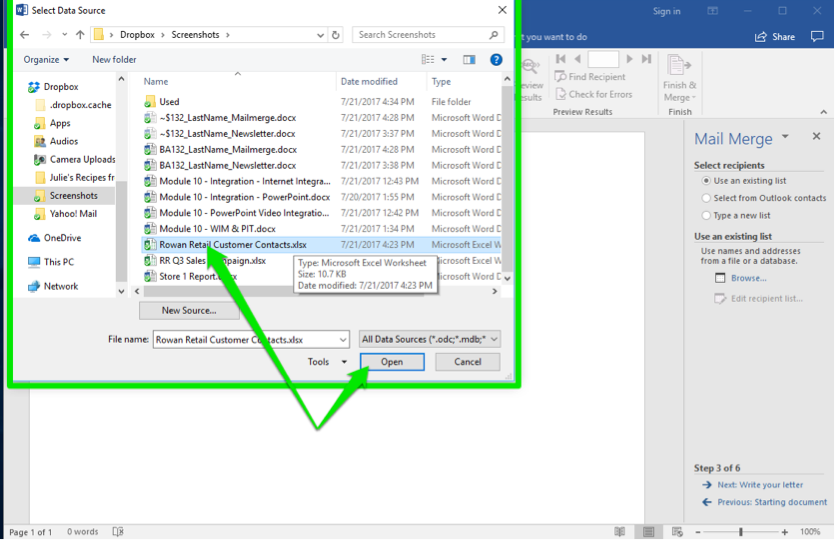 Select Data Source
Sign in
Dropbox > Screenshots >
Search Screenshots
t you want to do
Share
Organize
New folder
Find Recipient
Check for Errors
Preview Results
Finish &
Merge
Finish
Name
Date modified
Type
Dropbox
.dropbox.cache
Apps
Audios
Camera Uploads
Julie's Recipes fr
Screenshots
Yahoo! Mail
OneDrive
This PC
Network
Used 7/21/2017 4:34 PM File folder
~$132_LastName_Mailmerge.docx 7/21/2017 4:28 PM Microsoft Word D
~$132_LastName_Newsletter.docx 7/21/2017 3:37 PM Microsoft Word D
BA132_LastName_Mailmerge.docx 7/21/2017 4:28 PM Microsoft Word D
BA132_LastName_Newsletter.docx 7/21/2017 3:38 PM Microsoft Word D
Module 10 - Integration - Internet Integra... 7/21/2017 12:43 PM Microsoft Word D
Module 10 - Integration - PowerPoint.docx 7/20/2017 1:55 PM Microsoft Word D
Module 10 - PowerPoint Video Integratio... 7/21/2017 12:42 PM Microsoft Word D
Module 10 - WIM & PIT.docx 7/21/2017 1:34 PM Microsoft Word D
Rowan Retail Customer Contacts.xlsx 7/21/2017 4:23 PM Microsoft Excel W
RR Q3 Sales paign.xlsx
Store 1 Report.
Type: Microsoft Excel Worksheet
Size: 10.7 KB
Date modified: 7/21/2017 4:23 PM
New Source...
File name: Rowan Retail Customer Contacts.xlsx
All Data Sources (*.odc;*.mdb;*
Tools
Open
Cancel
Mail Merge
Select recipients
Use an existing list
Select from Outlook contacts
Type a new list
Use an existing list
Use names and addresses
from a file or a database.
Browse...
Edit recipient list...
Step 3 of 6
Next: Write your letter
Previous: Starting document
Page 1 of 1
0 words
100%